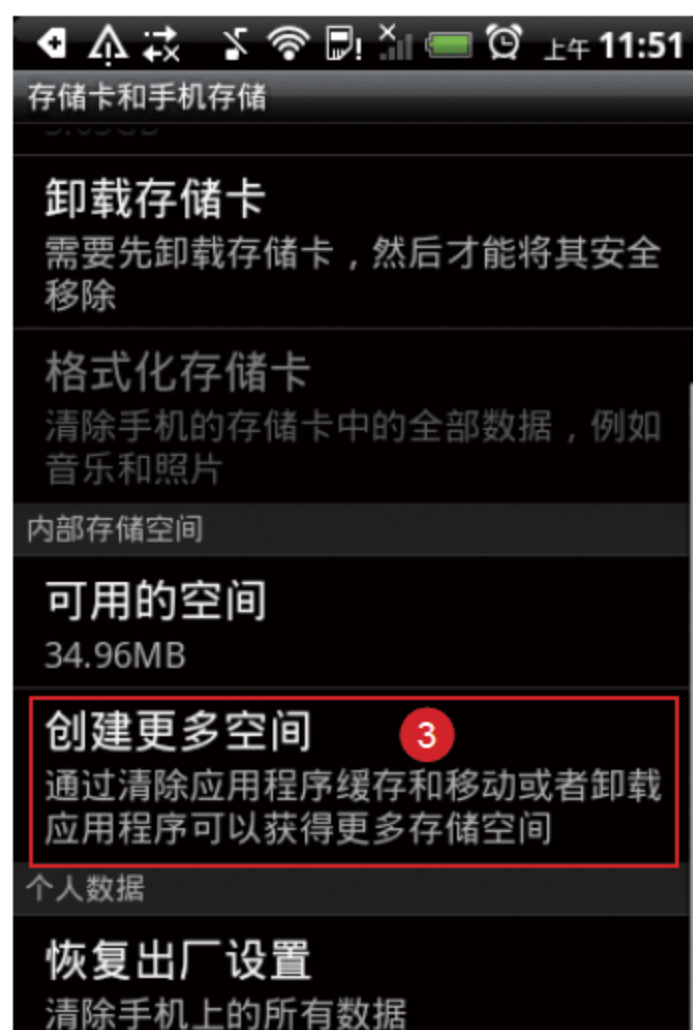 上午 11:51
存储卡和手机存储
卸载存储卡
需要先卸载存储卡，然后才能将其安全
移除
格式化存储卡
清除手机的存储卡中的全部数据，例如
音乐和照片
内部存储空间
可用的空间
34.96MB
创建更多空间 3
通过清除应用程序缓存和移动或者卸载
应用程序可以获得更多存储空间
个人数据
恢复出厂设置
清除手机上的所有数据